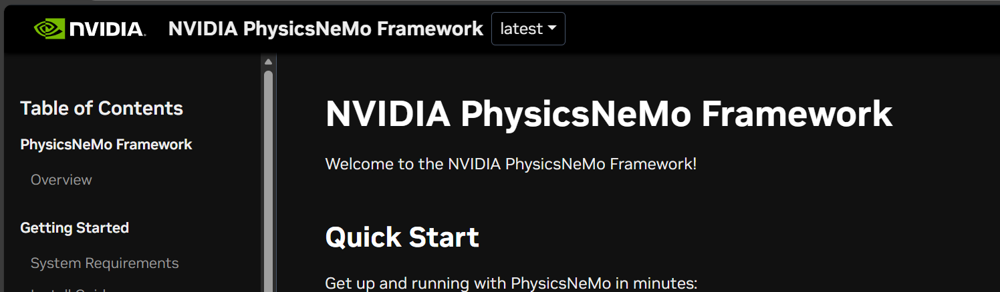 NVIDIA. NVIDIA PhysicsNeMo Framework latest
Table of Contents
PhysicsNeMo Framework
Overview
Getting Started
System Requirements
NVIDIA PhysicsNeMo Framework
Welcome to the NVIDIA PhysicsNeMo Framework!
Quick Start
Get up and running with PhysicsNeMo in minutes: